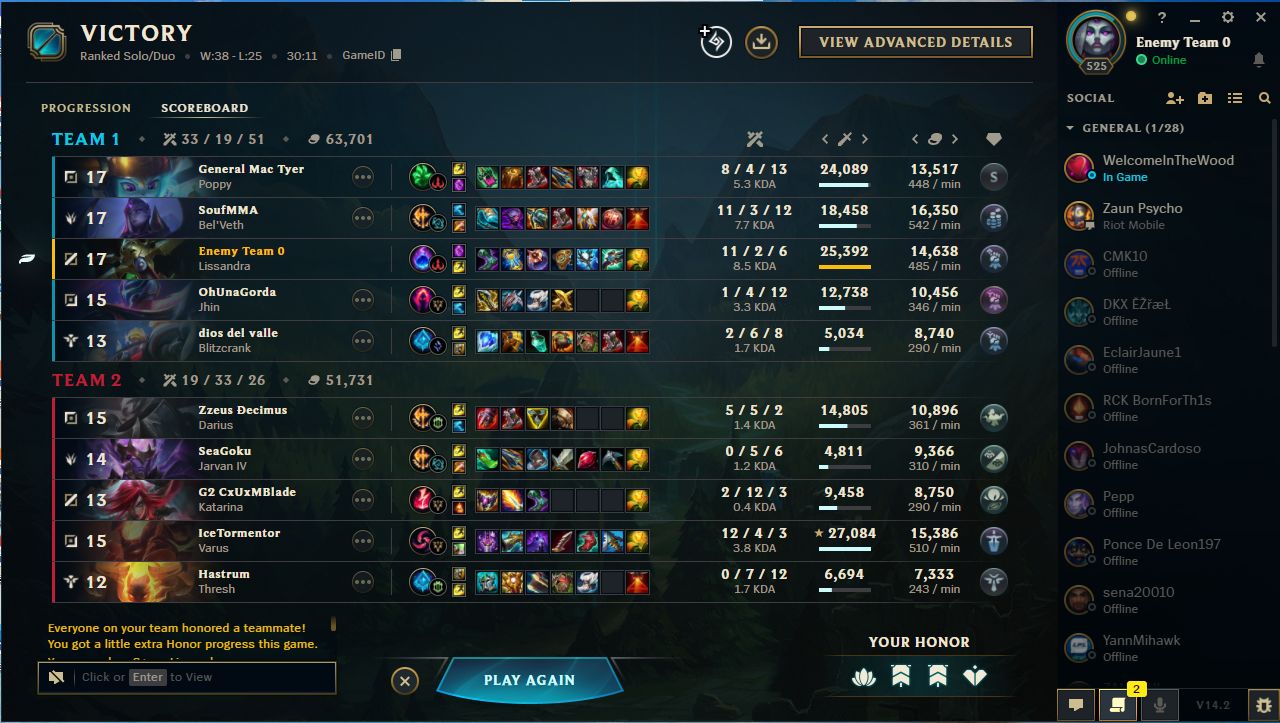 VICTORY
Ranked Solo/Duo • W:38 - L:25 • 30:11 GameID
VIEW ADVANCED DETAILS
PROGRESSION SCOREBOARD
TEAM 1 • 33 / 19 / 51 • 63,701
17 General Mac Tyer 8 / 4 / 13 24,089 13,517 S
Poppy 5.3 KDA 448 / min
17 SoufMMA 11 / 3 / 12 18,458 16,350
Bel'Veth 7.7 KDA 542 / min
17 Enemy Team 0 11 / 2 / 6 25,392 14,638
Lissandra 8.5 KDA 485 / min
15 OhUnaGorda 1 / 4 / 12 12,738 10,456
Jhin 3.3 KDA 346 / min
13 dios del valle 2 / 6 / 8 5,034 8,740
Blitzcrank 1.7 KDA 290 / min
TEAM 2 • 19 / 33 / 26 • 51,731
15 Zzeus Đecimus 5 / 5 / 2 14,805 10,896
Darius 1.4 KDA 361 / min
14 SeaGoku 0 / 5 / 6 4,811 9,366
Jarvan IV 1.2 KDA 310 / min
13 G2 CxUxMBlade 2 / 12 / 3 9,458 8,750
Katarina 0.4 KDA 290 / min
15 IceTormentor 12 / 4 / 3 27,084 15,386
Varus 3.8 KDA 510 / min
12 Hastrum 0 / 7 / 12 6,694 7,333
Thresh 1.7 KDA 243 / min
Everyone on your team honored a teammate!
You got a little extra Honor progress this game.
Click or Enter to View
PLAY AGAIN
YOUR HONOR
Enemy Team 0
Online
525
SOCIAL
GENERAL (1/28)
WelcomeInTheWood
In Game
Zaun Psycho
Riot Mobile
CMK10
Offline
DKX ĒŽřæŁ
Offline
EclairJaune1
Offline
RCK BornForTh1s
Offline
JohnasCardoso
Offline
Pepp
Offline
Ponce De Leon197
Offline
sena20010
Offline
YannMihawk
Offline
2
V14.2